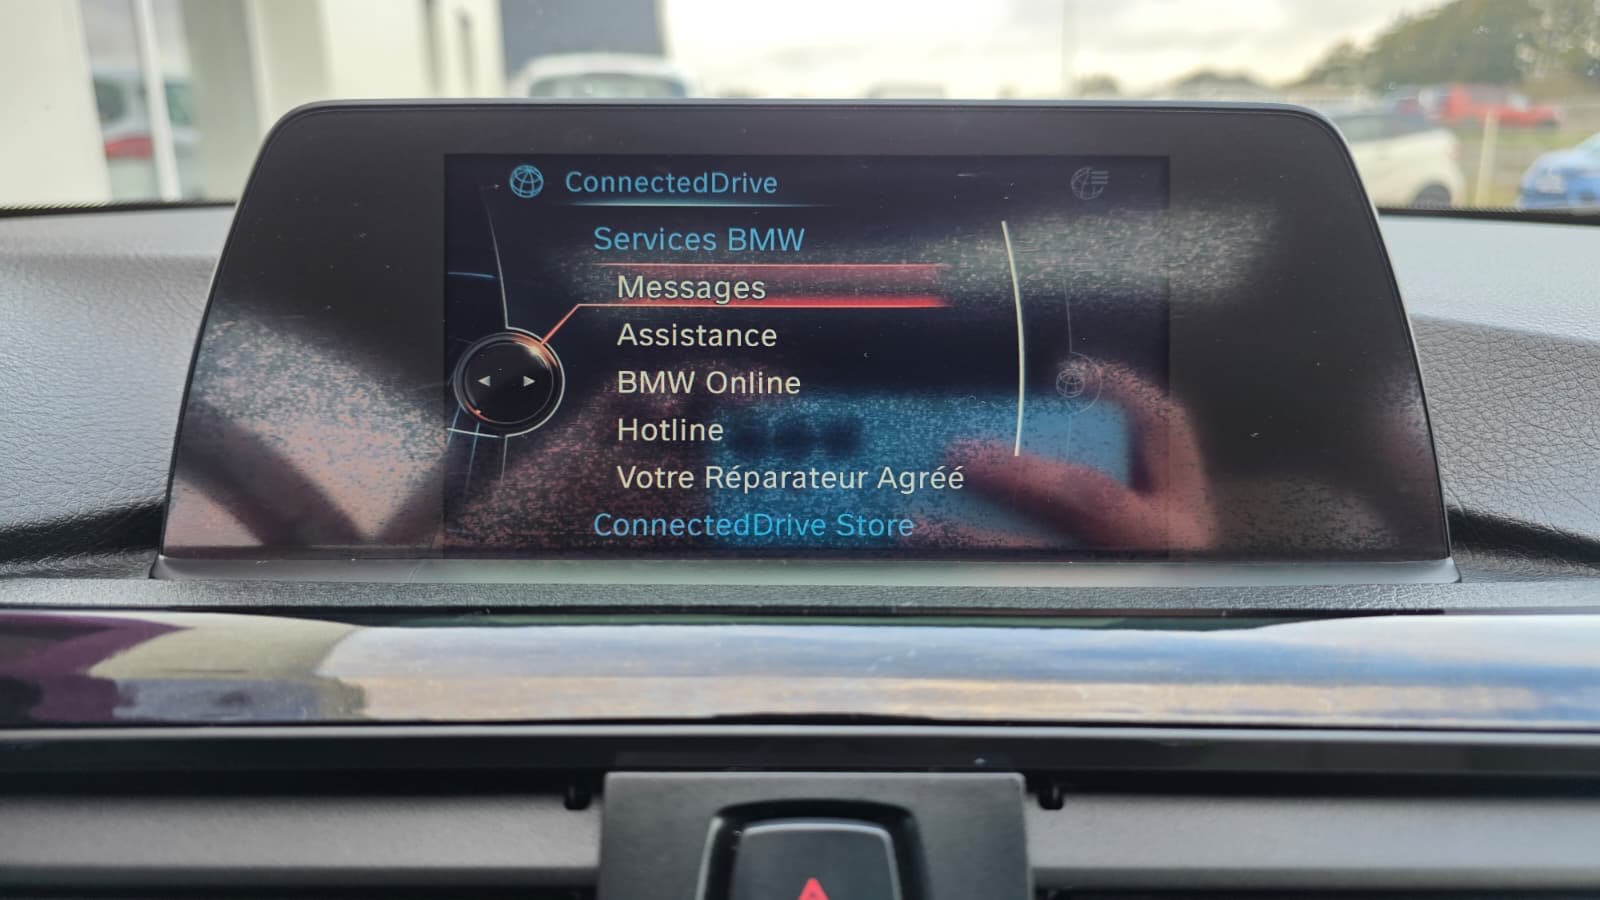 ConnectedDrive
Services BMW
Messages
Assistance
BMW Online
Hotline
Votre Réparateur Agréé
ConnectedDrive Store